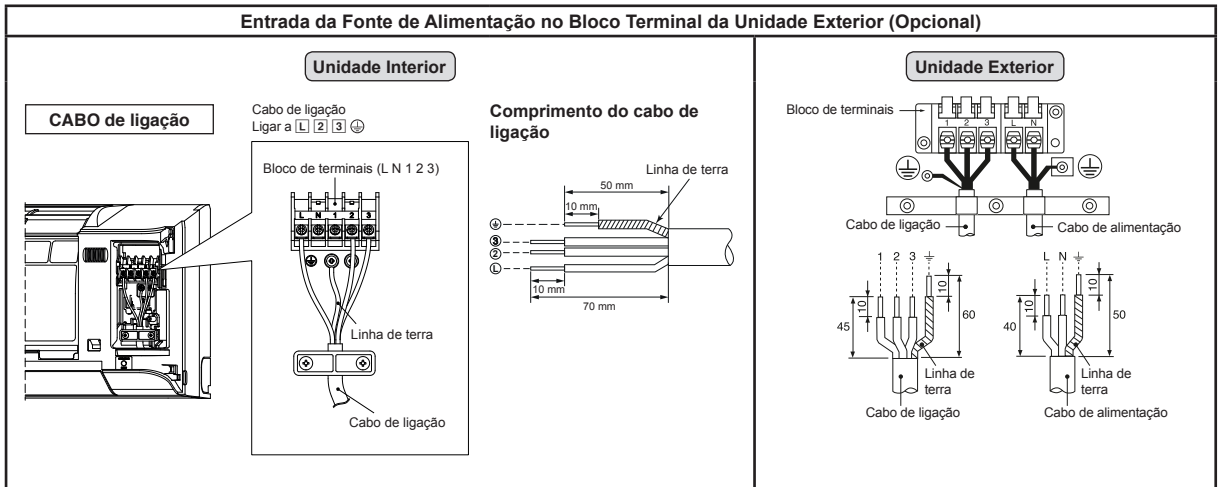 Entrada da Fonte de Alimentação no Bloco Terminal da Unidade Exterior (Opcional)
Unidade Interior
CABO de ligação
Cabo de ligação
Ligar a L 2 3 ⏚
Bloco de terminais (L N 1 2 3)
L N 1 2 3
Linha de terra
Cabo de ligação
Comprimento do cabo de
ligação
Linha de terra
50 mm
10 mm
⏚
3
2
L
10 mm
70 mm
Unidade Exterior
Bloco de terminais
1 2 3 L N
Cabo de ligação
Cabo de alimentação
1 2 3 ⏚
10
10
45
60
Linha de
terra
Cabo de ligação
L N ⏚
10
10
40
50
Linha de
terra
Cabo de alimentação